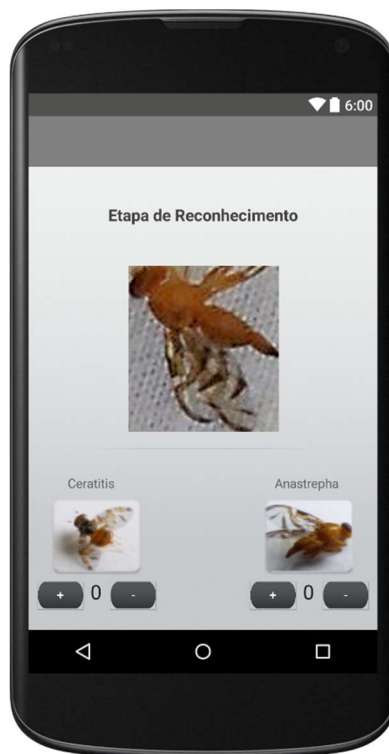 6:00
Etapa de Reconhecimento
Ceratitis Anastrepha
+ 0 - + 0 -